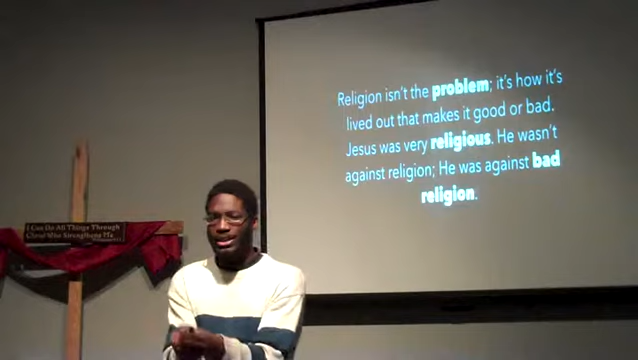 Religion isn't the problem; it's how it's
lived out that makes it good or bad.
Jesus was very religious. He wasn't
against religion; He was against bad
religion.
I Can Do All Things Through
Christ Who Strengthens Me